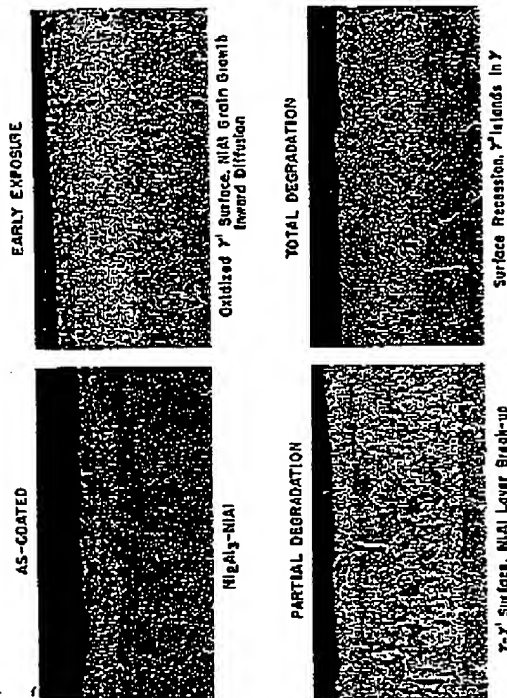 AS-COATED
Ni2Al3-NiAl
EARLY EXPOSURE
Oxidized γ' Surface, NiAl Grain Growth
Inward Diffusion
PARTIAL DEGRADATION
γ-γ' Surface, NiAl Layer Break-up
TOTAL DEGRADATION
Surface Recession, γ' Islands In γ